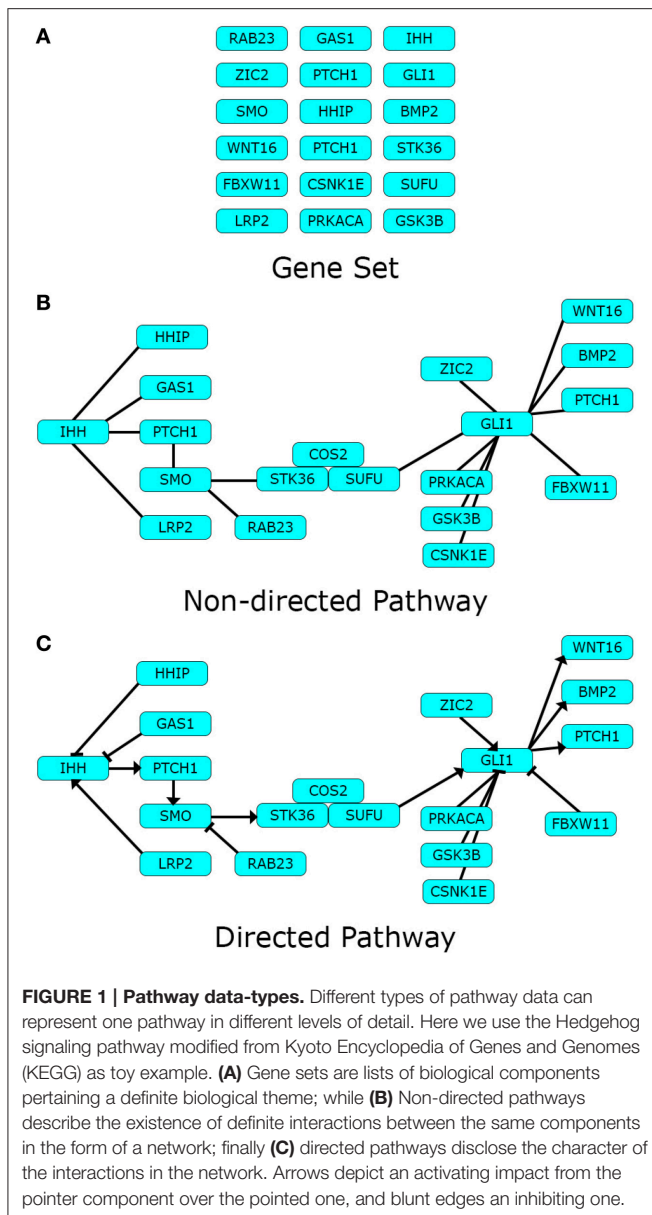 A
RAB23 GAS1 IHH
ZIC2 PTCH1 GLI1
SMO HHIP BMP2
WNT16 PTCH1 STK36
FBXW11 CSNK1E SUFU
LRP2 PRKACA GSK3B
Gene Set
B
WNT16
HHIP
BMP2
ZIC2
GAS1
PTCH1
GLI1
IHH PTCH1
COS2
SMO STK36 SUFU PRKACA FBXW11
GSK3B
LRP2 RAB23
CSNK1E
Non-directed Pathway
C
WNT16
HHIP
BMP2
ZIC2
GAS1
PTCH1
GLI1
IHH PTCH1
COS2
SMO STK36 SUFU PRKACA FBXW11
GSK3B
LRP2 RAB23
CSNK1E
Directed Pathway
FIGURE 1 | Pathway data-types. Different types of pathway data can
represent one pathway in different levels of detail. Here we use the Hedgehog
signaling pathway modified from Kyoto Encyclopedia of Genes and Genomes
(KEGG) as toy example. (A) Gene sets are lists of biological components
pertaining a definite biological theme; while (B) Non-directed pathways
describe the existence of definite interactions between the same components
in the form of a network; finally (C) directed pathways disclose the character of
the interactions in the network. Arrows depict an activating impact from the
pointer component over the pointed one, and blunt edges an inhibiting one.